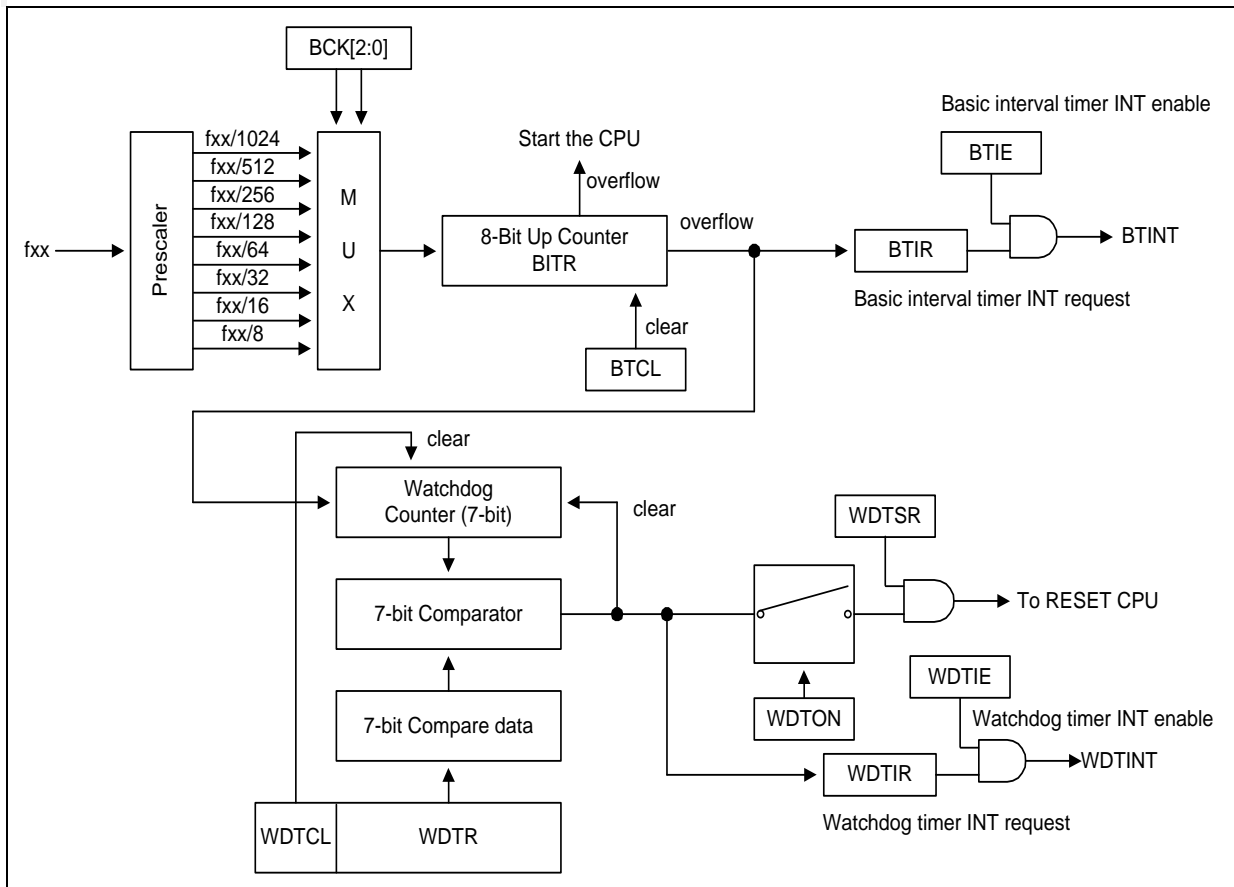 BCK[2:0]
Basic interval timer INT enable
fxx/1024
fxx/512
fxx/256
fxx/128
fxx/64
fxx/32
fxx/16
fxx/8
fxx
Prescaler
M
U
X
Start the CPU
overflow
8-Bit Up Counter
BITR
overflow
clear
BTCL
BTIE
BTIR
BTINT
Basic interval timer INT request
clear
Watchdog
Counter (7-bit)
clear
7-bit Comparator
7-bit Compare data
WDTCL
WDTR
WDTSR
To RESET CPU
WDTON
WDTIE
Watchdog timer INT enable
WDTIR
WDTINT
Watchdog timer INT request